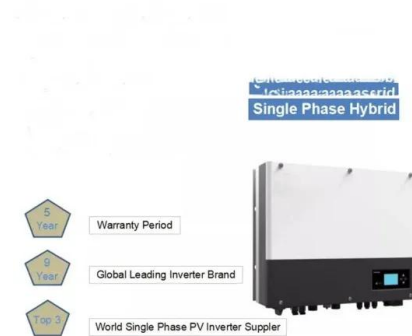 Single Phase Hybrid
5
Year
Warranty Period
9
Year
Global Leading Inverter Brand
Top 3
World Single Phase PV Inverter Suppler